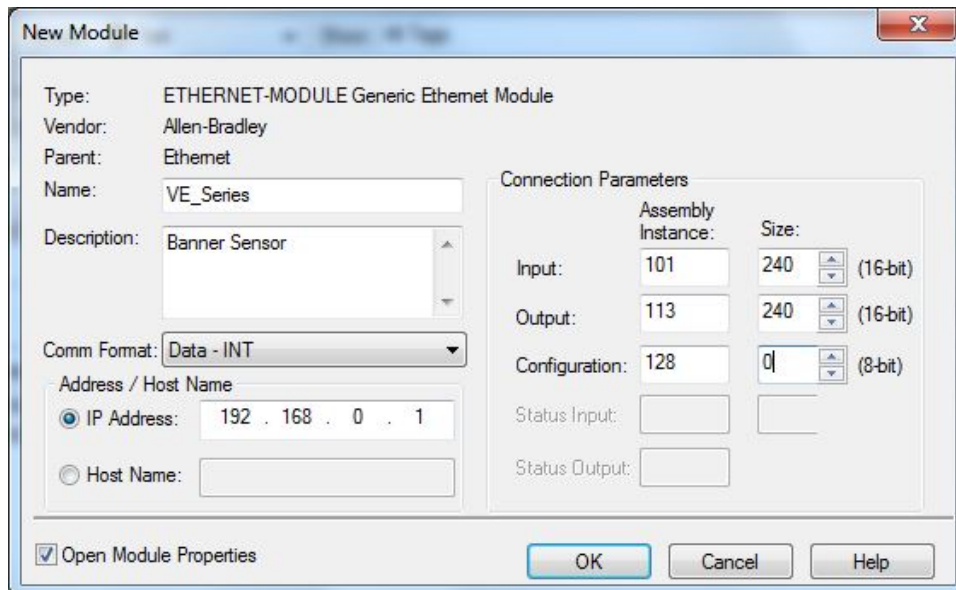 New Module
Type: ETHERNET-MODULE Generic Ethernet Module
Vendor: Allen-Bradley
Parent: Ethernet
Name: VE_Series
Description: Banner Sensor
Comm Format: Data - INT
Address / Host Name
IP Address: 192 . 168 . 0 . 1
Host Name:
Connection Parameters
Assembly Instance: Size:
Input: 101 240 (16-bit)
Output: 113 240 (16-bit)
Configuration: 128 0 (8-bit)
Status Input:
Status Output:
Open Module Properties
OK Cancel Help